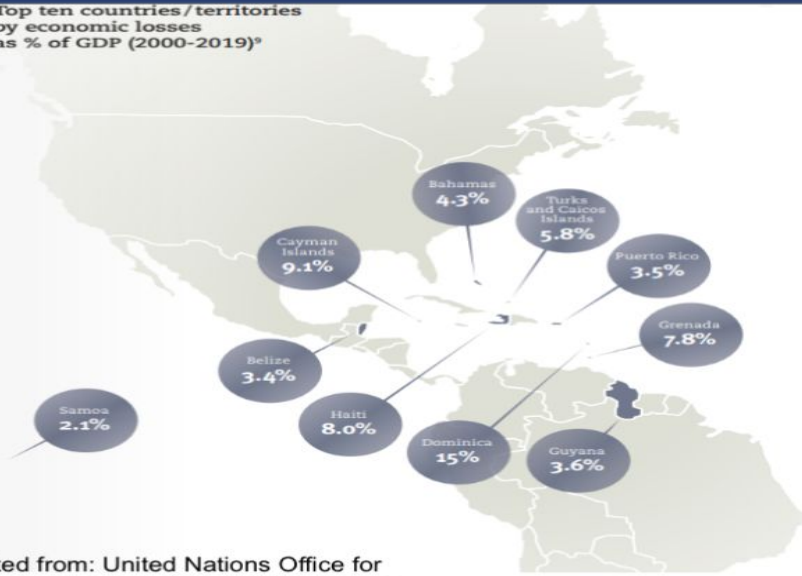 Top ten countries/territories
by economic losses
as % of GDP (2000-2019)⁹
Bahamas
4.3%
Turks
and Caicos
Islands
5.8%
Cayman
Islands
9.1%
Puerto Rico
3.5%
Grenada
7.8%
Belize
3.4%
Samoa
2.1%
Haiti
8.0%
Dominica
15%
Guyana
3.6%
ted from: United Nations Office for